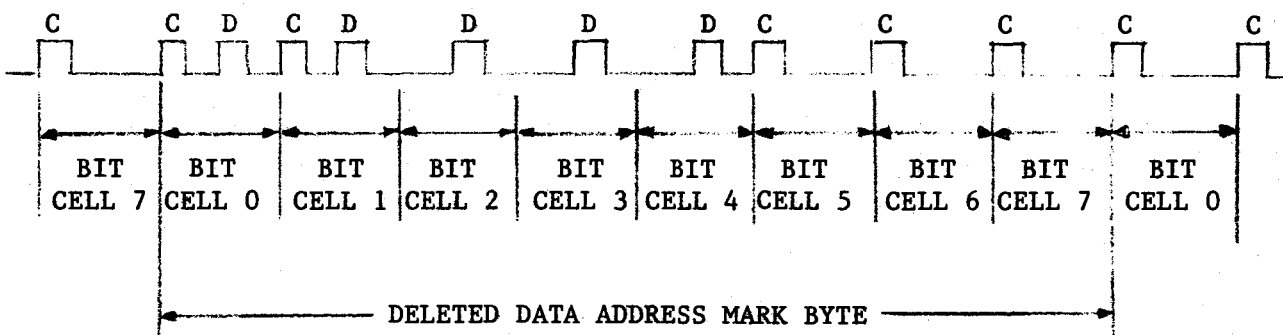 C C D C D D D D C C C C C
BIT BIT BIT BIT BIT BIT BIT BIT BIT BIT
CELL 7 CELL 0 CELL 1 CELL 2 CELL 3 CELL 4 CELL 5 CELL 6 CELL 7 CELL 0
DELETED DATA ADDRESS MARK BYTE